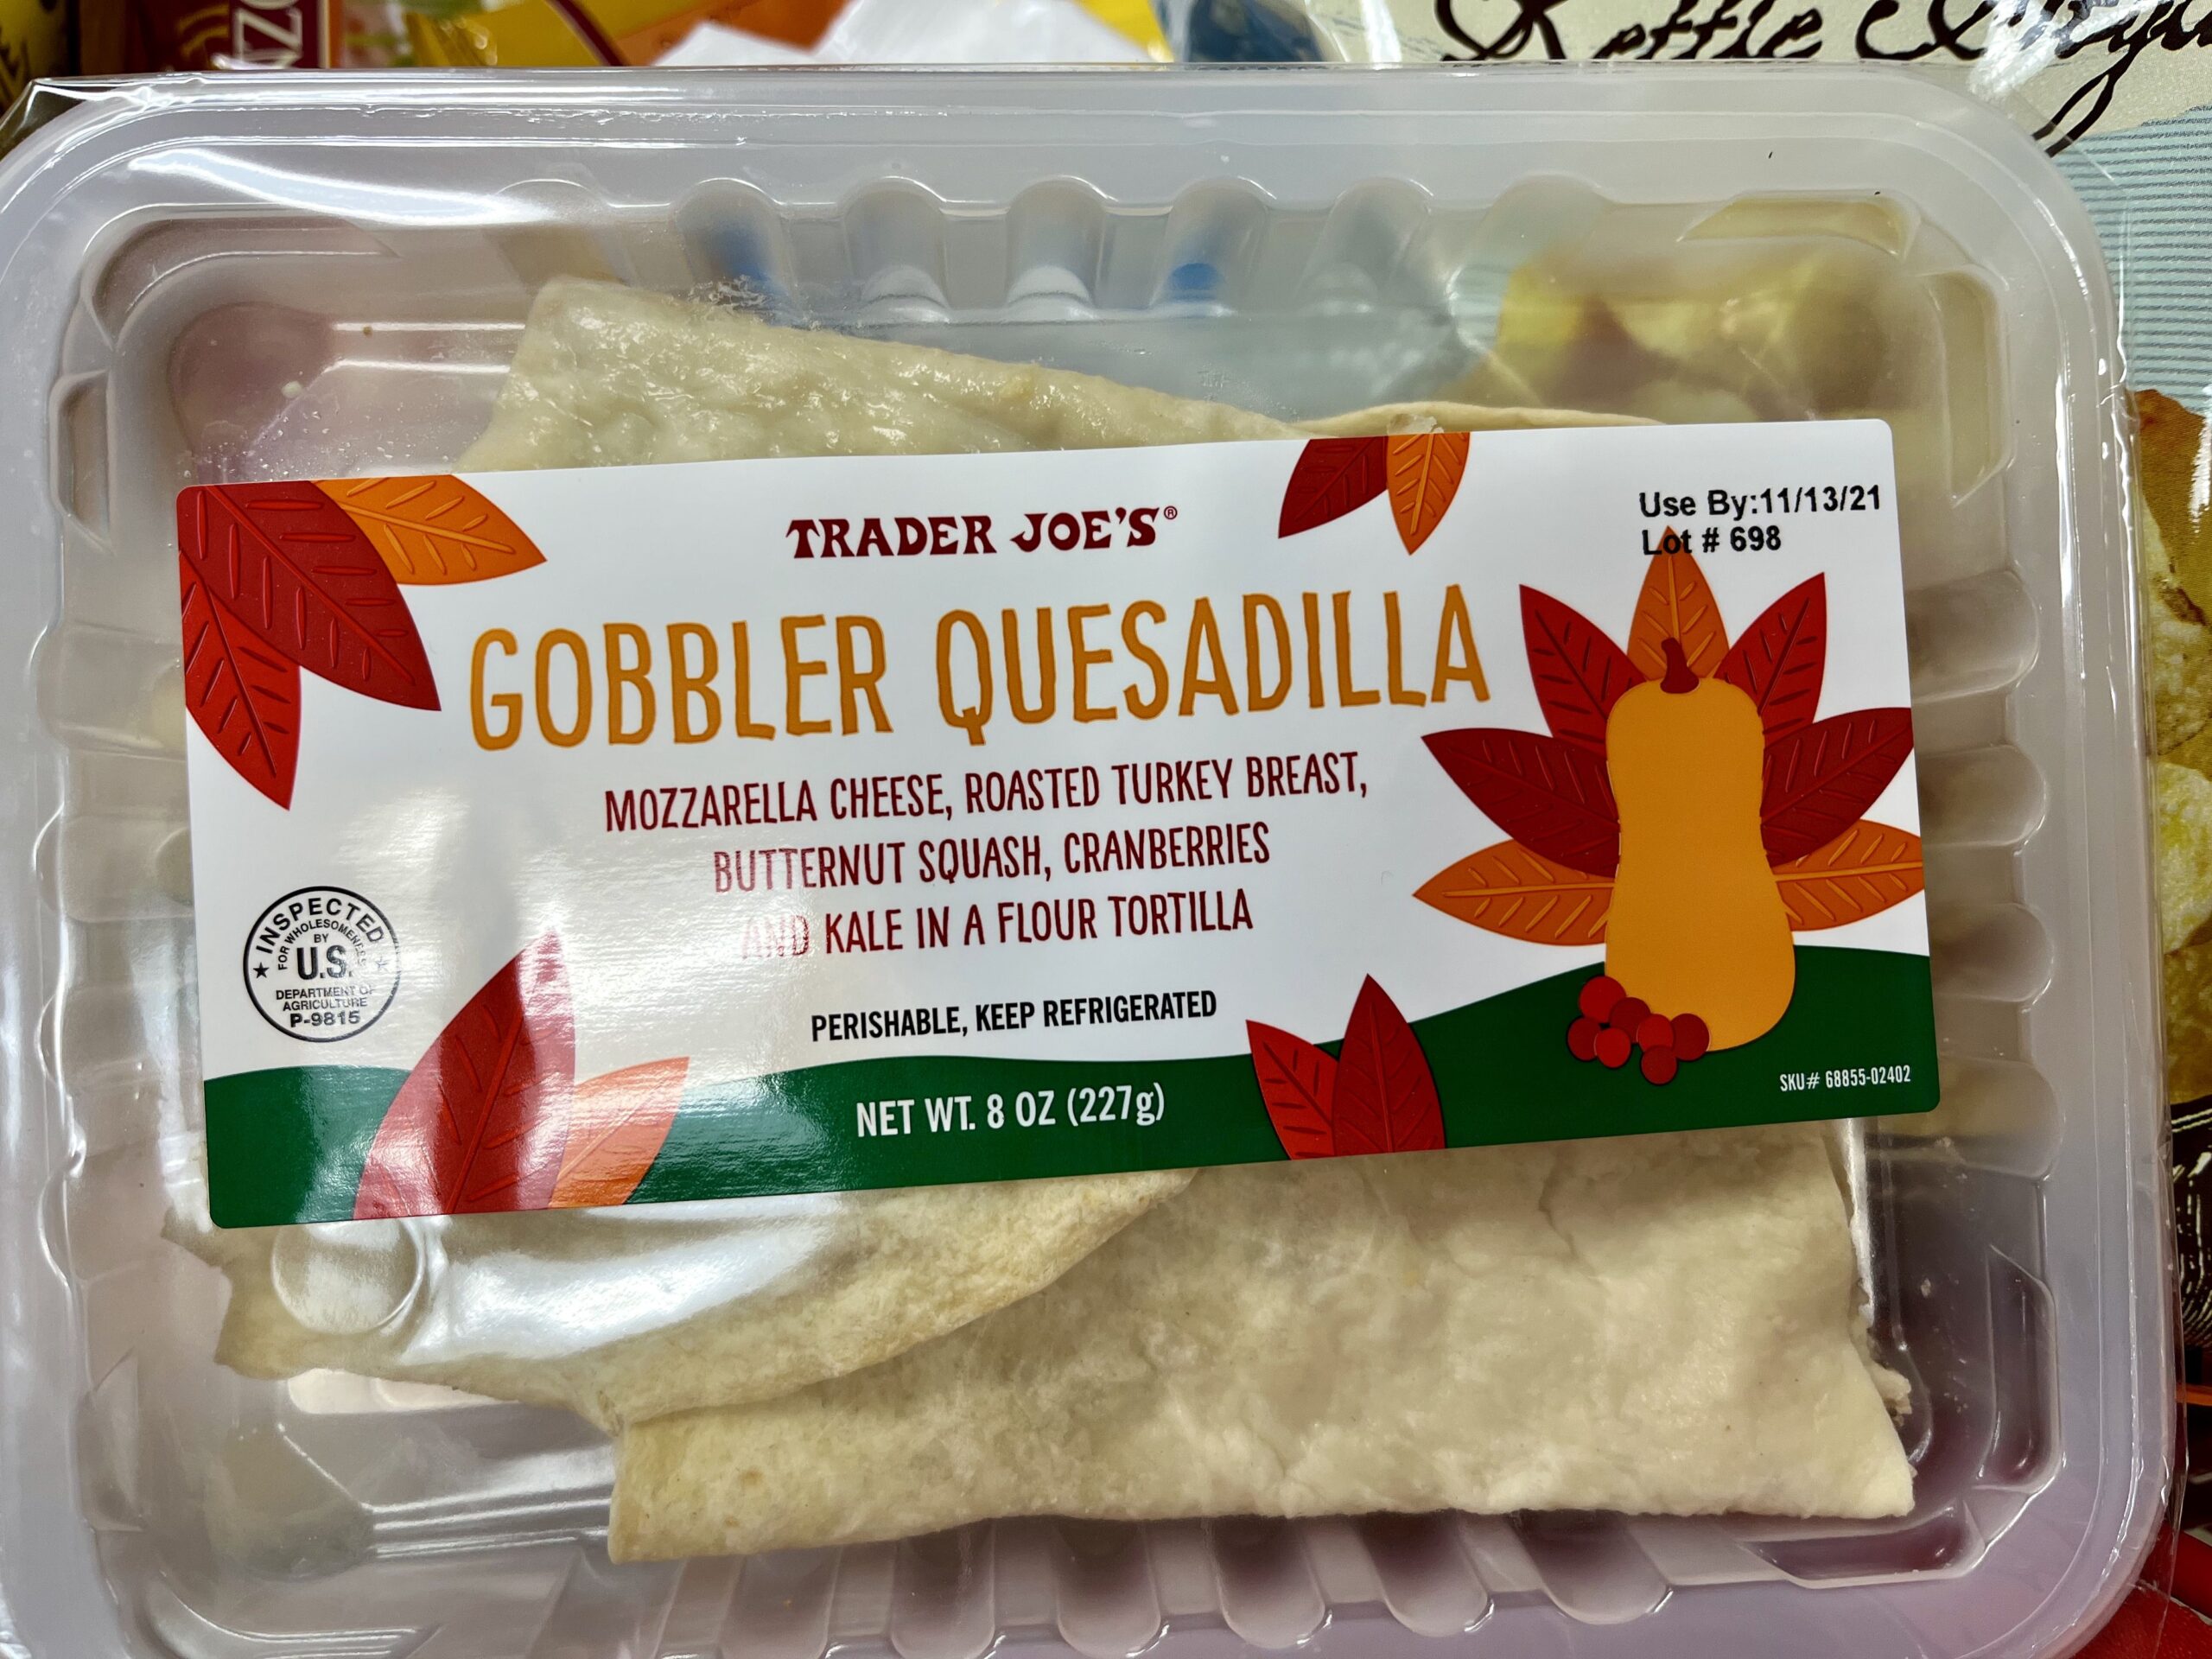 Kettle
TRADER JOE'S®
Use By:11/13/21
Lot # 698
GOBBLER QUESADILLA
MOZZARELLA CHEESE, ROASTED TURKEY BREAST,
BUTTERNUT SQUASH, CRANBERRIES
AND KALE IN A FLOUR TORTILLA
INSPECTED
FOR WHOLESOMENESS
BY
U.S.
DEPARTMENT OF
AGRICULTURE
P-9815
PERISHABLE, KEEP REFRIGERATED
NET WT. 8 OZ (227g)
SKU# 68855-02402